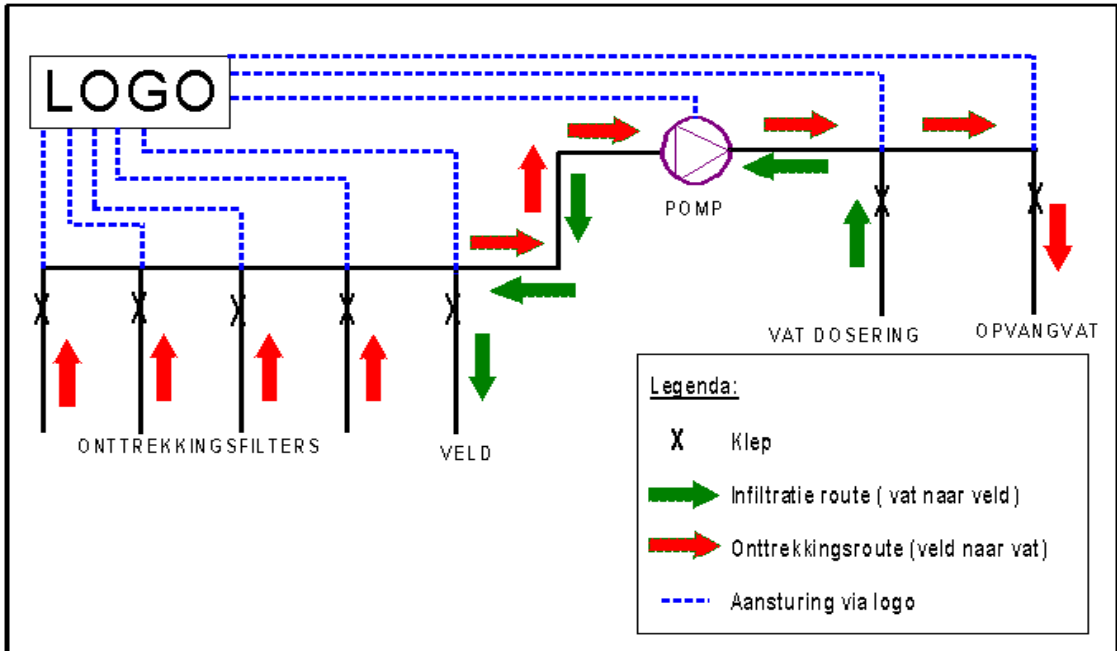 LOGO
POMP
VAT DOSERING
OPVANGVAT
ONTTREKKINGSFILTERS
VELD
Legenda:
X Klep
Infiltratie route ( vat naar veld )
Onttrekkingsroute (veld naar vat)
Aansturing via logo